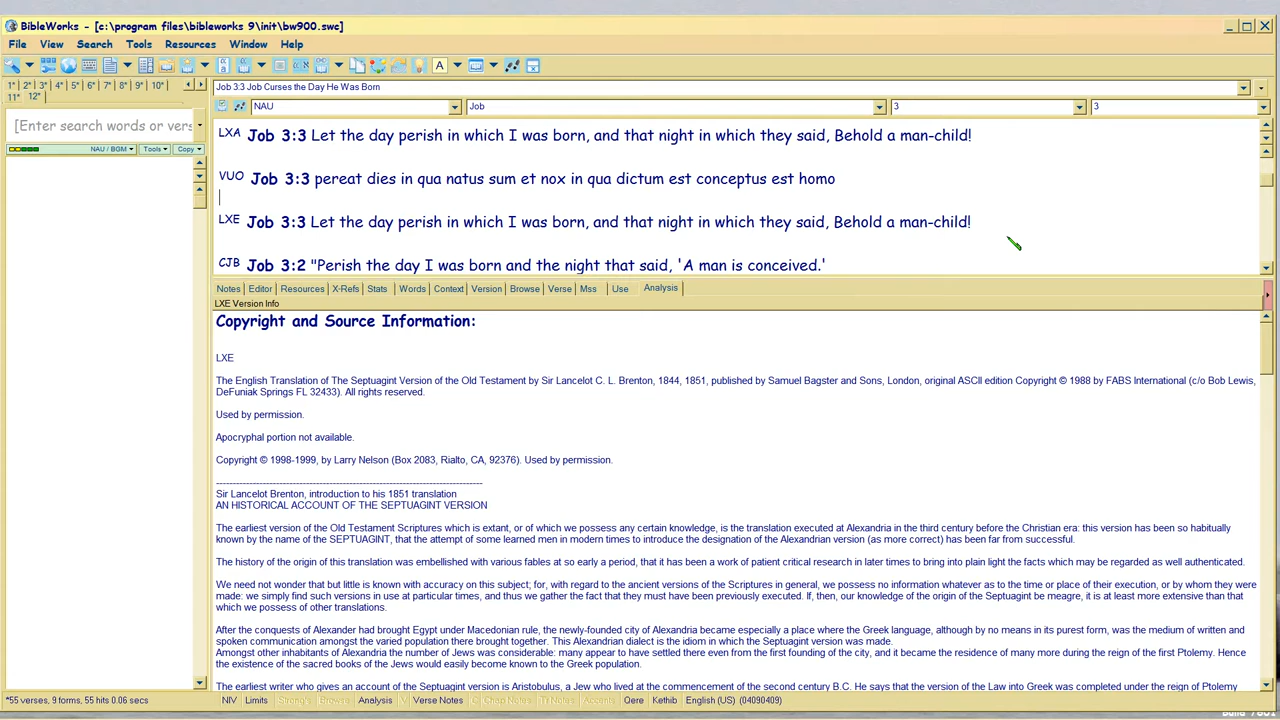 BibleWorks - [c:\program files\bibleworks 9\init\bw900.swc]
File View Search Tools Resources Window Help
1* 2* 3* 4* 5* 6* 7* 8* 9* 10*
11* 12*
Job 3:3 Job Curses the Day He Was Born
NAU Job 3 3
[Enter search words or vers
NAU / BGM Tools Copy
LXA Job 3:3 Let the day perish in which I was born, and that night in which they said, Behold a man-child!
VUO Job 3:3 pereat dies in qua natus sum et nox in qua dictum est conceptus est homo
LXE Job 3:3 Let the day perish in which I was born, and that night in which they said, Behold a man-child!
CJB Job 3:2 "Perish the day I was born and the night that said, 'A man is conceived.'
Notes Editor Resources X-Refs Stats Words Context Version Browse Verse Mss Use Analysis
LXE Version Info
Copyright and Source Information:
LXE
The English Translation of The Septuagint Version of the Old Testament by Sir Lancelot C. L. Brenton, 1844, 1851, published by Samuel Bagster and Sons, London, original ASCII edition Copyright © 1988 by FABS International (c/o Bob Lewis,
DeFuniak Springs FL 32433). All rights reserved.
Used by permission.
Apocryphal portion not available.
Copyright © 1998-1999, by Larry Nelson (Box 2083, Rialto, CA, 92376). Used by permission.
--------------------------------------------------------------------------------
Sir Lancelot Brenton, introduction to his 1851 translation
AN HISTORICAL ACCOUNT OF THE SEPTUAGINT VERSION
The earliest version of the Old Testament Scriptures which is extant, or of which we possess any certain knowledge, is the translation executed at Alexandria in the third century before the Christian era: this version has been so habitually
known by the name of the SEPTUAGINT, that the attempt of some learned men in modern times to introduce the designation of the Alexandrian version (as more correct) has been far from successful.
The history of the origin of this translation was embellished with various fables at so early a period, that it has been a work of patient critical research in later times to bring into plain light the facts which may be regarded as well authenticated.
We need not wonder that but little is known with accuracy on this subject; for, with regard to the ancient versions of the Scriptures in general, we possess no information whatever as to the time or place of their execution, or by whom they were
made: we simply find such versions in use at particular times, and thus we gather the fact that they must have been previously executed. If, then, our knowledge of the origin of the Septuagint be meagre, it is at least more extensive than that
which we possess of other translations.
After the conquests of Alexander had brought Egypt under Macedonian rule, the newly-founded city of Alexandria became especially a place where the Greek language, although by no means in its purest form, was the medium of written and
spoken communication amongst the varied population there brought together. This Alexandrian dialect is the idiom in which the Septuagint version was made.
Amongst other inhabitants of Alexandria the number of Jews was considerable: many appear to have settled there even from the first founding of the city, and it became the residence of many more during the reign of the first Ptolemy. Hence
the existence of the sacred books of the Jews would easily become known to the Greek population.
The earliest writer who gives an account of the Septuagint version is Aristobulus, a Jew who lived at the commencement of the second century B.C. He says that the version of the Law into Greek was completed under the reign of Ptolemy
*55 verses, 9 forms, 55 hits 0.06 secs NIV Limits Strong's Browse Analysis V Verse Notes C Chap Notes TI Notes Accents Qere Kethib English (US) (04090409)